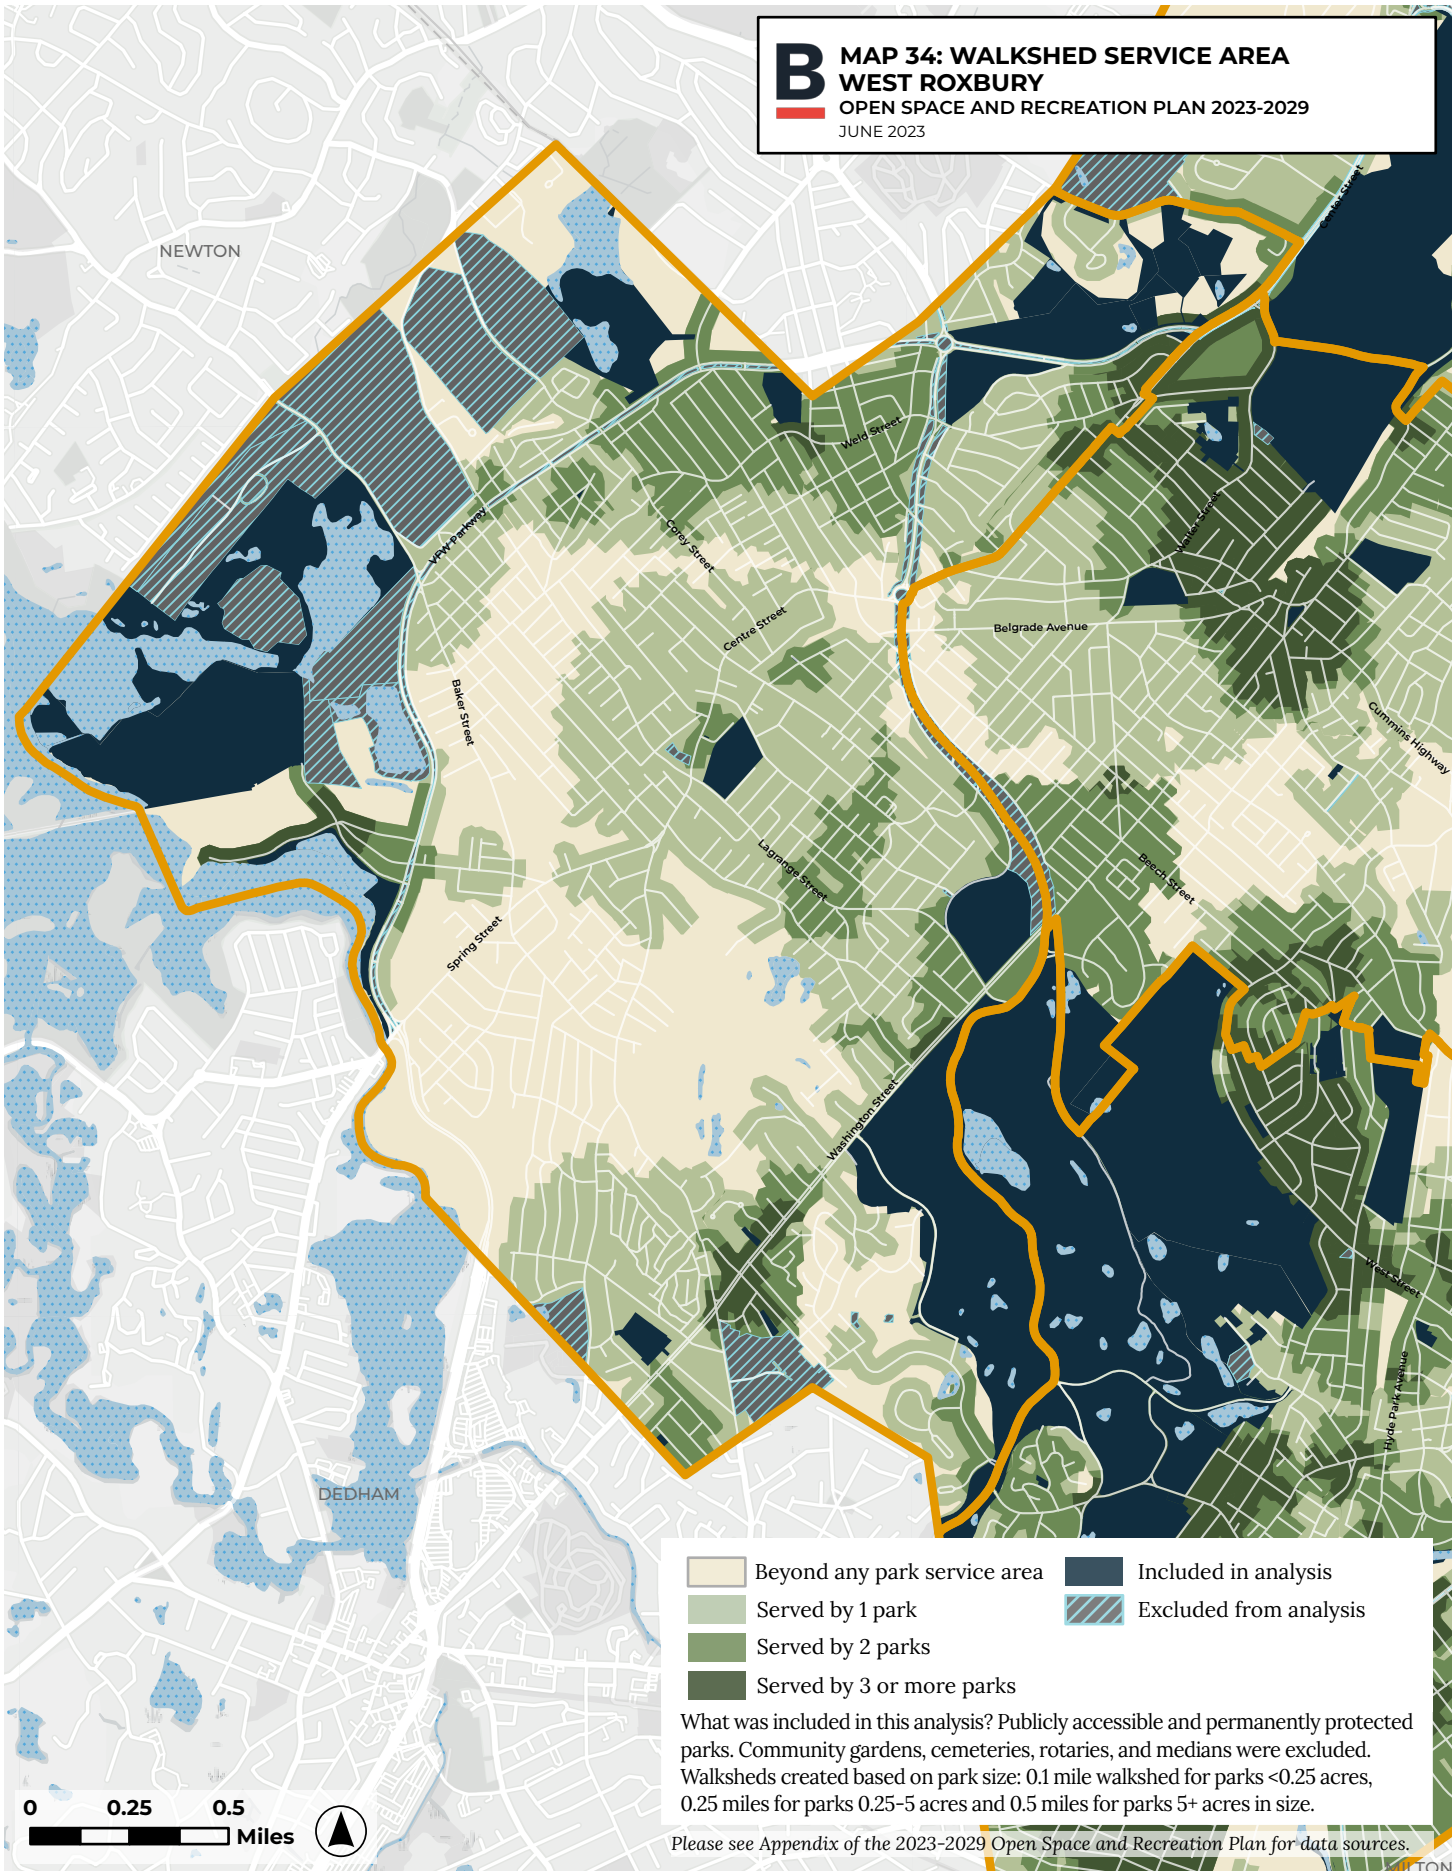 B
MAP 34: WALKSHED SERVICE AREA
WEST ROXBURY
OPEN SPACE AND RECREATION PLAN 2023-2029
JUNE 2023
Center Street
NEWTON
Weld Street
VFW Parkway
Corey Street
Walter Street
Centre Street
Belgrade Avenue
Baker Street
Cummins Highway
Lagrange Street
Beech Street
Spring Street
Washington Street
West Street
Hyde Park Avenue
DEDHAM
Beyond any park service area
Served by 1 park
Served by 2 parks
Served by 3 or more parks
Included in analysis
Excluded from analysis
What was included in this analysis? Publicly accessible and permanently protected
parks. Community gardens, cemeteries, rotaries, and medians were excluded.
Walksheds created based on park size: 0.1 mile walkshed for parks <0.25 acres,
0.25 miles for parks 0.25-5 acres and 0.5 miles for parks 5+ acres in size.
0 0.25 0.5
Miles
Please see Appendix of the 2023-2029 Open Space and Recreation Plan for data sources.